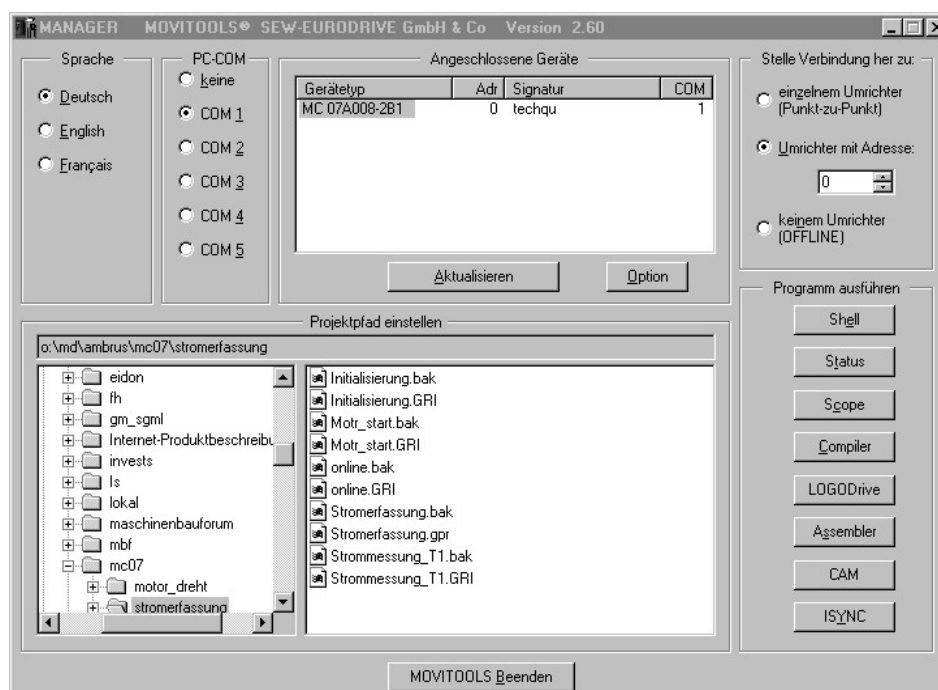 MANAGER MOVITOOLS® SEW-EURODRIVE GmbH & Co Version 2.60
Sprache
Deutsch
English
Français
PC-COM
keine
COM 1
COM 2
COM 3
COM 4
COM 5
Angeschlossene Geräte
Gerätetyp Adr Signatur COM
MC 07A008-2B1 0 techqu 1
Aktualisieren Option
Stelle Verbindung her zu:
einzelnem Umrichter
(Punkt-zu-Punkt)
Umrichter mit Adresse:
0
keinem Umrichter
(OFFLINE)
Projektpfad einstellen
o:\md\ambrus\mc07\stromerfassung
eidon
fh
gm_sgml
Internet-Produktbeschreibu
invests
ls
lokal
maschinenbauforum
mbf
mc07
motor_dreht
stromerfassung
Initialisierung.bak
Initialisierung.GRI
Motr_start.bak
Motr_start.GRI
online.bak
online.GRI
Stromerfassung.bak
Stromerfassung.gpr
Strommessung_T1.bak
Strommessung_T1.GRI
Programm ausführen
Shell
Status
Scope
Compiler
LOGODrive
Assembler
CAM
ISYNC
MOVITOOLS Beenden